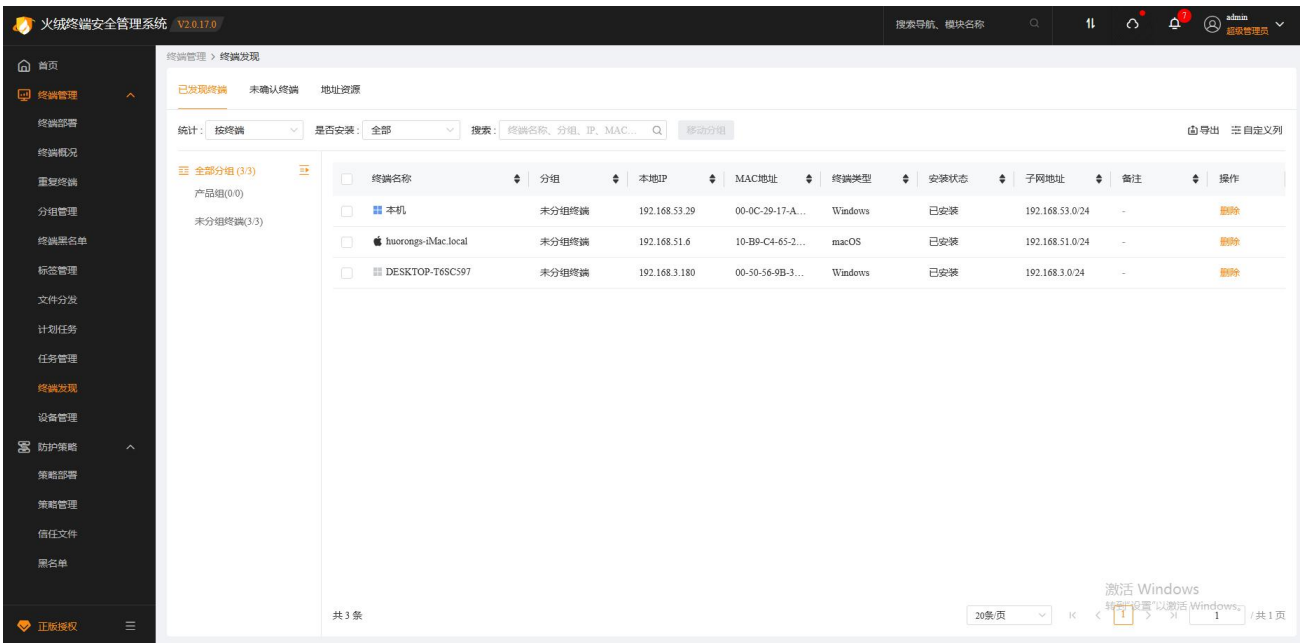 火绒终端安全管理系统 V2.0.17.0 搜索导航、模块名称 7 admin
超级管理员
首页
终端管理
终端部署
终端概况
重复终端
分组管理
终端黑名单
标签管理
文件分发
计划任务
任务管理
终端发现
设备管理
防护策略
策略部署
策略管理
信任文件
黑名单
正版授权
终端管理 > 终端发现
已发现终端 未确认终端 地址资源
统计: 按终端 是否安装: 全部 搜索: 终端名称、分组、IP、MAC... 移动分组 导出 自定义列
全部分组 (3/3)
产品组(0/0)
未分组终端(3/3)
终端名称 分组 本地IP MAC地址 终端类型 安装状态 子网地址 备注 操作
本机 未分组终端 192.168.53.29 00-0C-29-17-A... Windows 已安装 192.168.53.0/24 - 删除
huorongs-iMac.local 未分组终端 192.168.51.6 10-B9-C4-65-2... macOS 已安装 192.168.51.0/24 - 删除
DESKTOP-T6SC597 未分组终端 192.168.3.180 00-50-56-9B-3... Windows 已安装 192.168.3.0/24 - 删除
激活 Windows
转到"设置"以激活 Windows。
共 3 条 20条/页 1 1 / 共 1 页